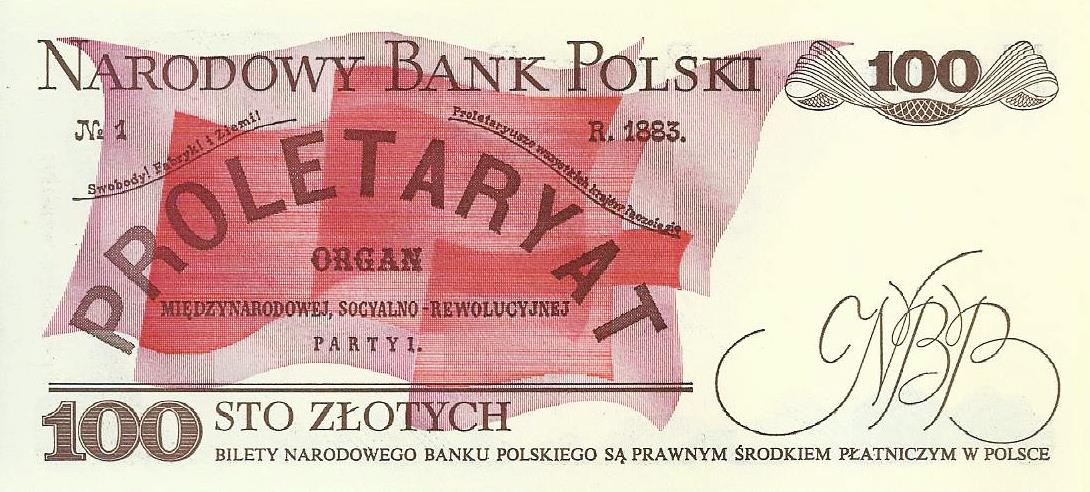 NARODOWY BANK POLSKI
100
№ 1
R. 1883.
Swobody! Fabryk! i Ziemi!
Proletaryusze wszystkich krajów łączcie się
PROLETARYAT
ORGAN
MIĘDZYNARODOWEJ, SOCYALNO-REWOLUCYJNEJ
PARTYI.
NBP
100 STO ZŁOTYCH
BILETY NARODOWEGO BANKU POLSKIEGO SĄ PRAWNYM ŚRODKIEM PŁATNICZYM W POLSCE